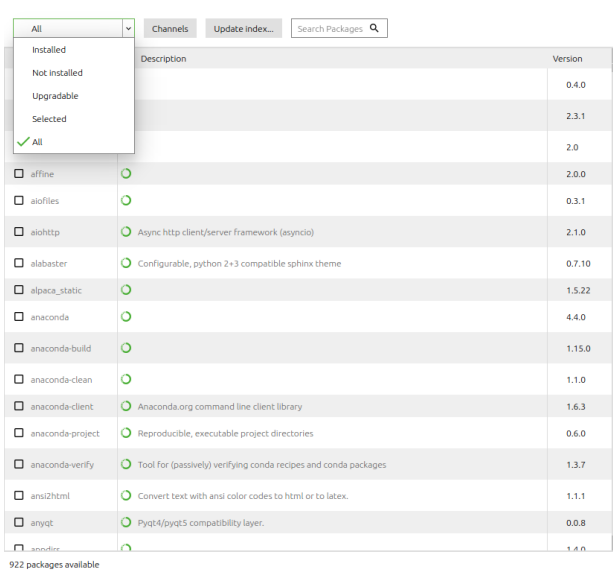 All
Channels
Update index...
Search Packages
Installed
Not installed
Upgradable
Selected
All
Description
Version
0.4.0
2.3.1
2.0
affine 2.0.0
aiofiles 0.3.1
aiohttp Async http client/server framework (asyncio) 2.1.0
alabaster Configurable, python 2+3 compatible sphinx theme 0.7.10
alpaca_static 1.5.22
anaconda 4.4.0
anaconda-build 1.15.0
anaconda-clean 1.1.0
anaconda-client Anaconda.org command line client library 1.6.3
anaconda-project Reproducible, executable project directories 0.6.0
anaconda-verify Tool for (passively) verifying conda recipes and conda packages 1.3.7
ansi2html Convert text with ansi color codes to html or to latex. 1.1.1
anyqt Pyqt4/pyqt5 compatibility layer. 0.0.8
appdirs 1.4.0
922 packages available